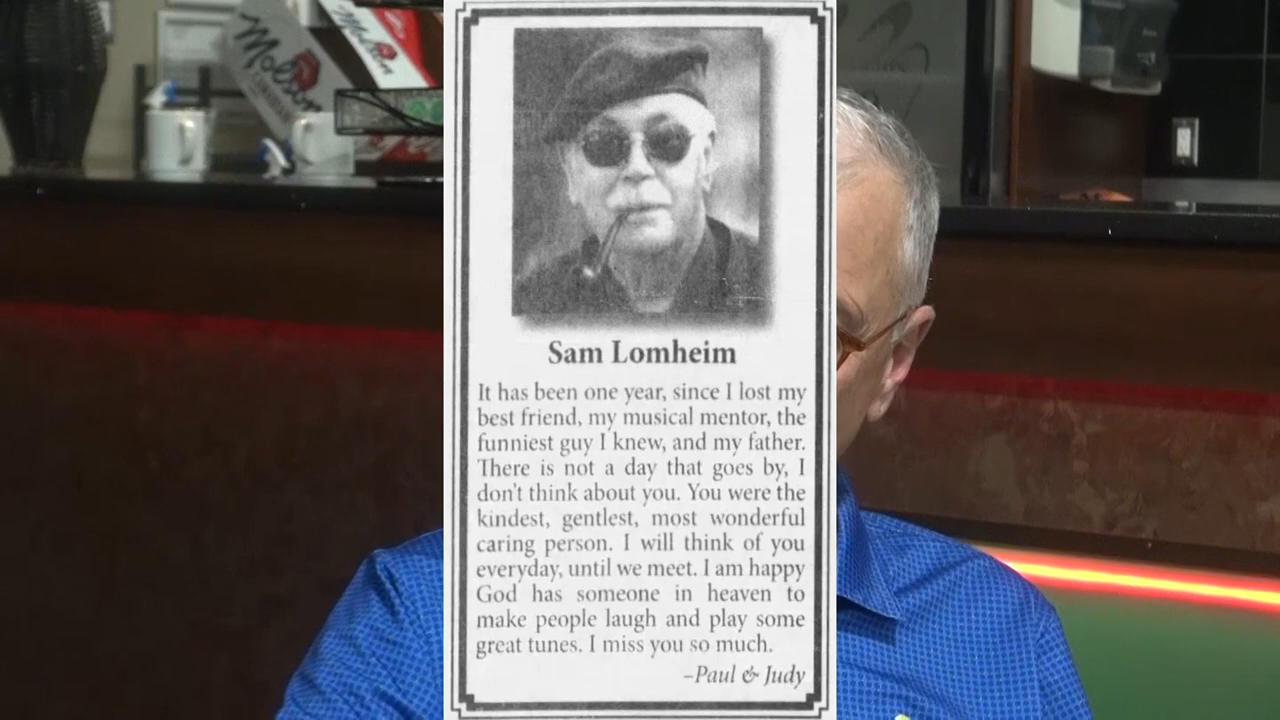 Molson
CANADIAN
Molson
Sam Lomheim
It has been one year, since I lost my
best friend, my musical mentor, the
funniest guy I knew, and my father.
There is not a day that goes by, I
don't think about you. You were the
kindest, gentlest, most wonderful
caring person. I will think of you
everyday, until we meet. I am happy
God has someone in heaven to
make people laugh and play some
great tunes. I miss you so much.
–Paul & Judy